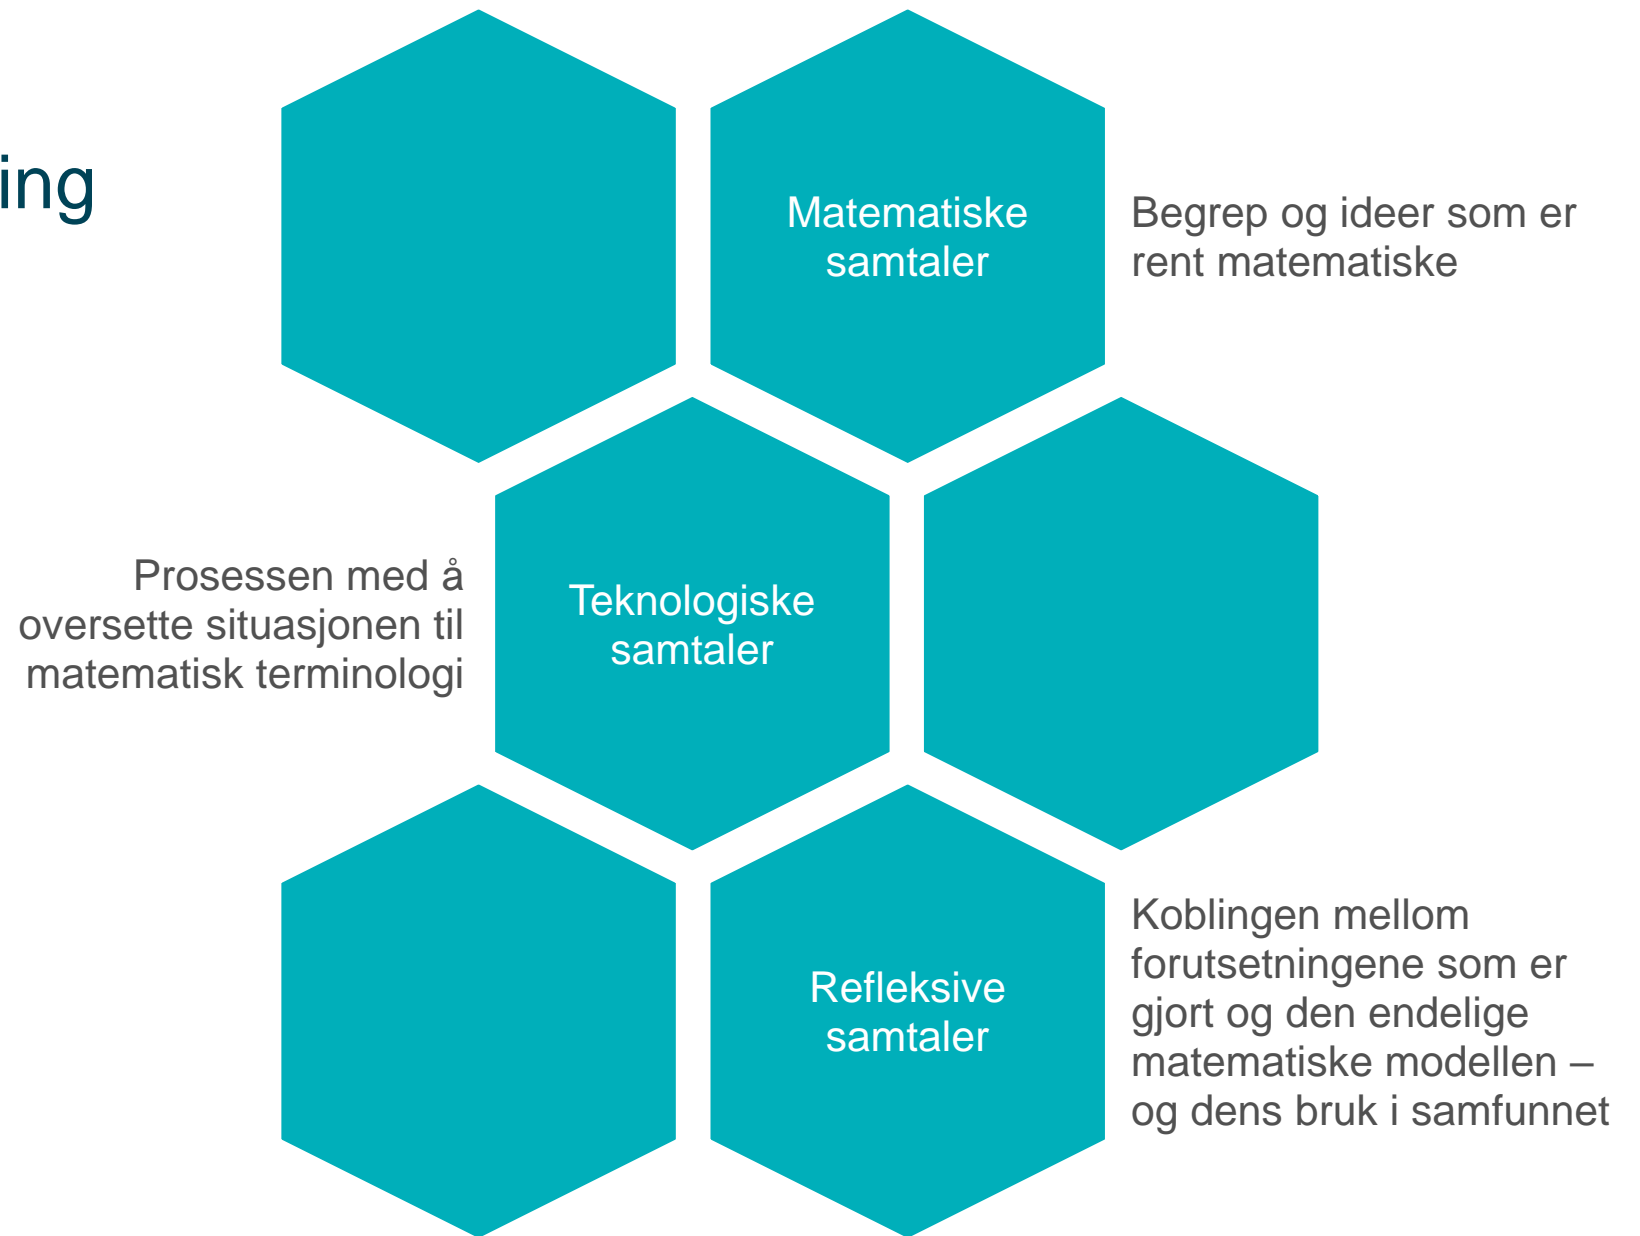 ing
Matematiske
samtaler
Begrep og ideer som er
rent matematiske
Prosessen med å
oversette situasjonen til
matematisk terminologi
Teknologiske
samtaler
Refleksive
samtaler
Koblingen mellom
forutsetningene som er
gjort og den endelige
matematiske modellen –
og dens bruk i samfunnet